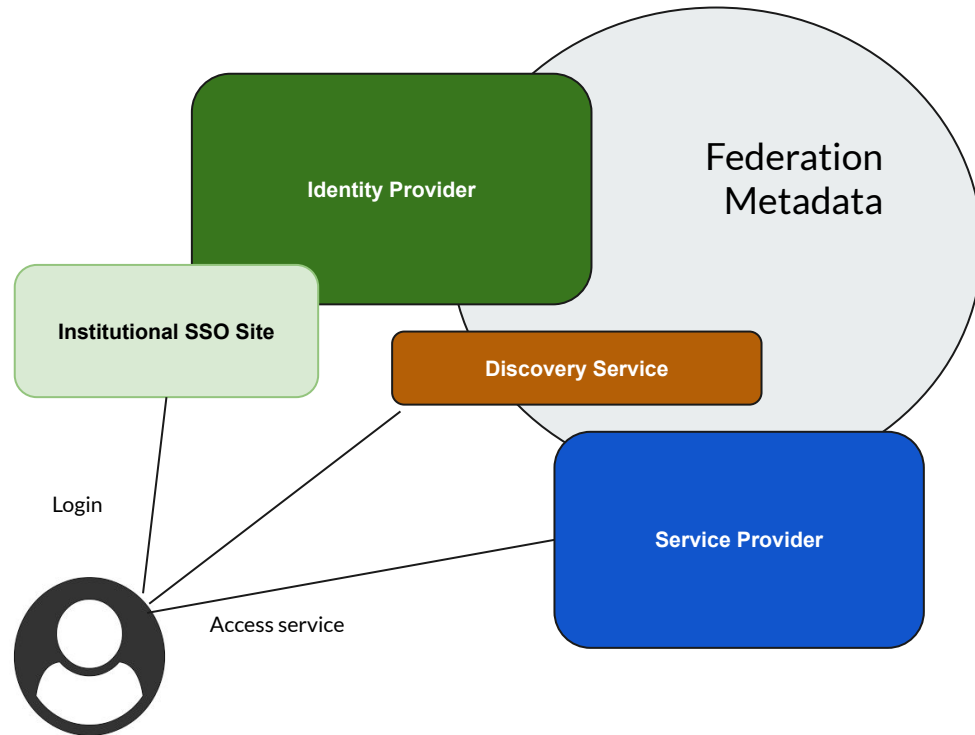 Federation
Metadata
Identity Provider
Institutional SSO Site
Discovery Service
Login
Service Provider
Access service